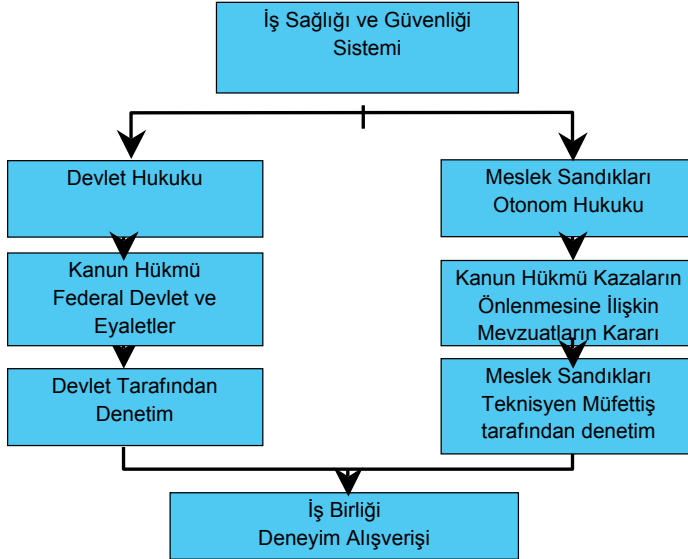 İş Sağlığı ve Güvenliği
Sistemi
Devlet Hukuku
Meslek Sandıkları
Otonom Hukuku
Kanun Hükmü
Federal Devlet ve
Eyaletler
Kanun Hükmü Kazaların
Önlenmesine İlişkin
Mevzuatların Kararı
Devlet Tarafından
Denetim
Meslek Sandıkları
Teknisyen Müfettiş
tarafından denetim
İş Birliği
Deneyim Alışverişi